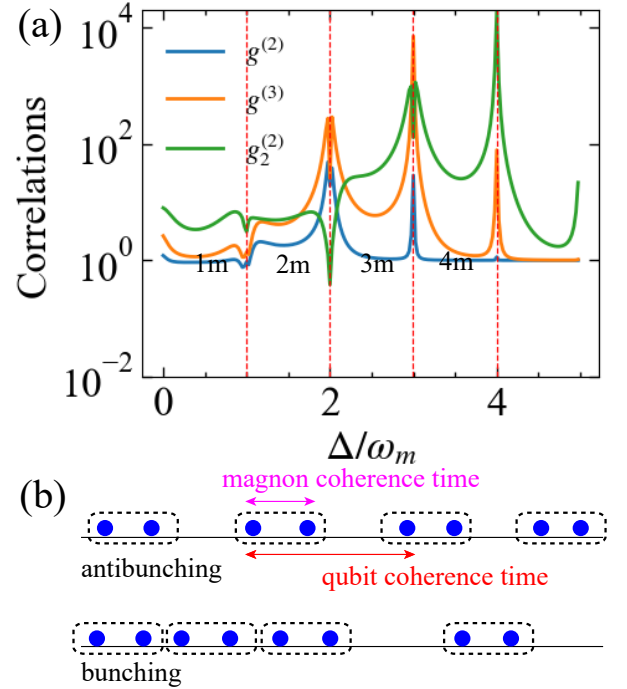 (a)
10^4
g^(2)
g^(3)
g_2^(2)
10^2
10^0
10^−2
Correlations
1m 2m 3m 4m
0 2 4
Δ/ω_m
(b)
magnon coherence time
antibunching
qubit coherence time
bunching